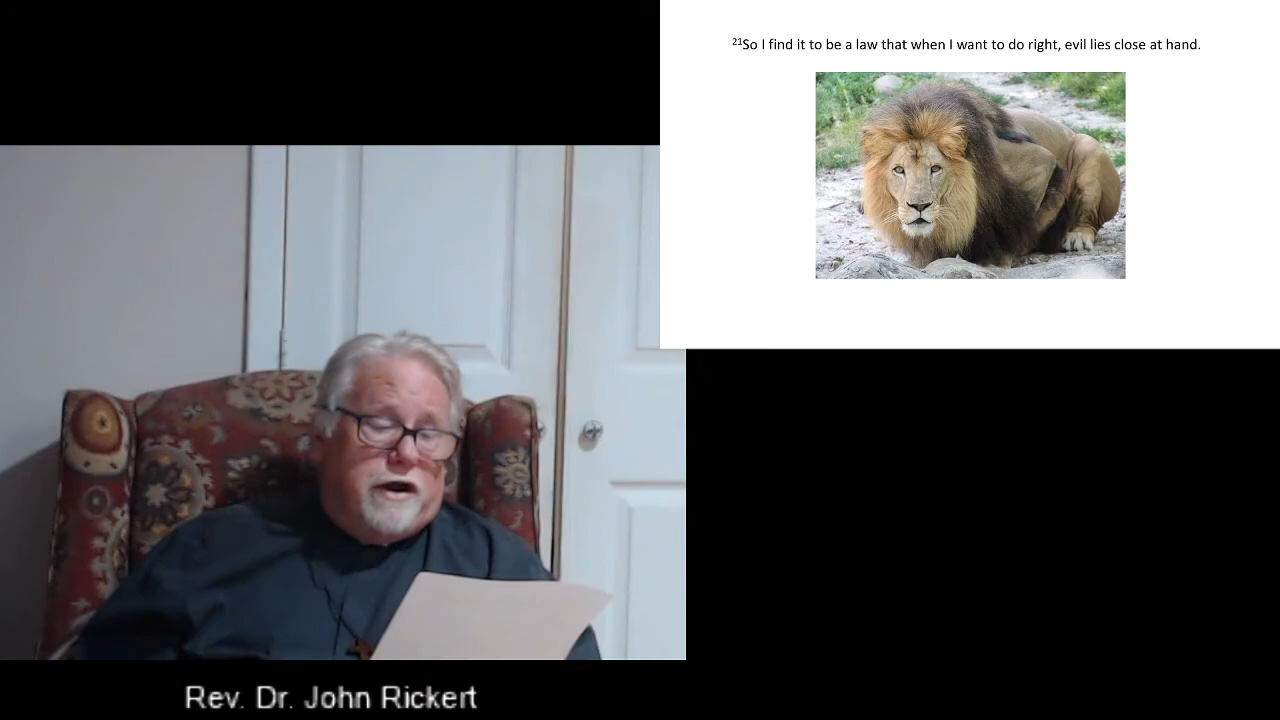 ²¹So I find it to be a law that when I want to do right, evil lies close at hand.
Rev. Dr. John Rickert